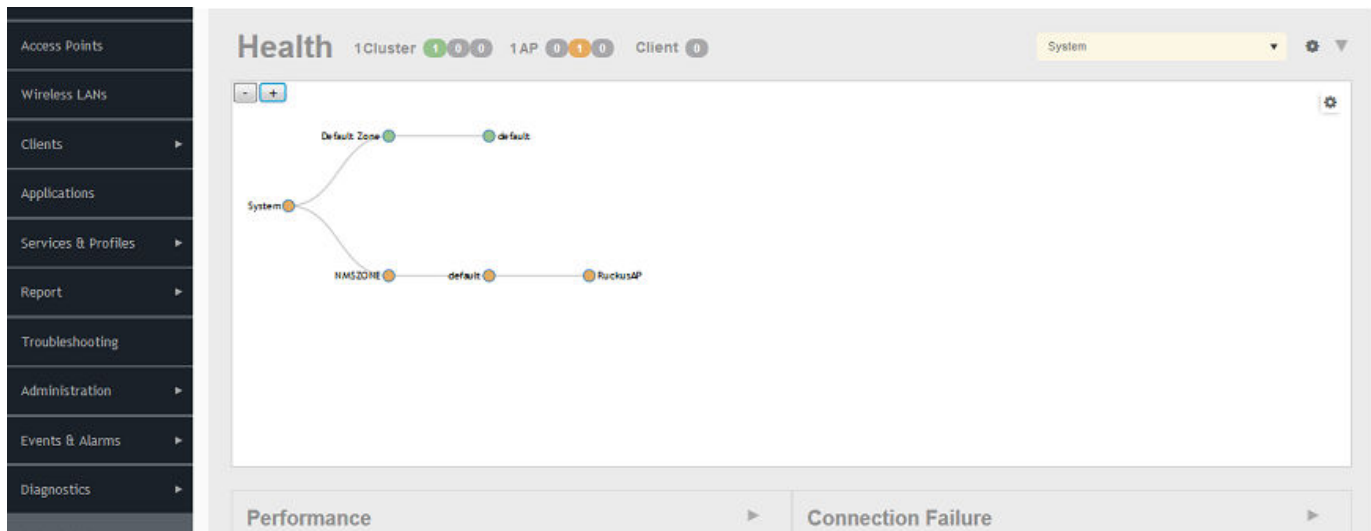 Access Points
Wireless LANs
Clients
Applications
Services & Profiles
Report
Troubleshooting
Administration
Events & Alarms
Diagnostics
Health 1Cluster 1 0 0 1AP 0 1 0 Client 0
System
- +
Default Zone default
System
NMSZONE default RuckusAP
Performance
Connection Failure